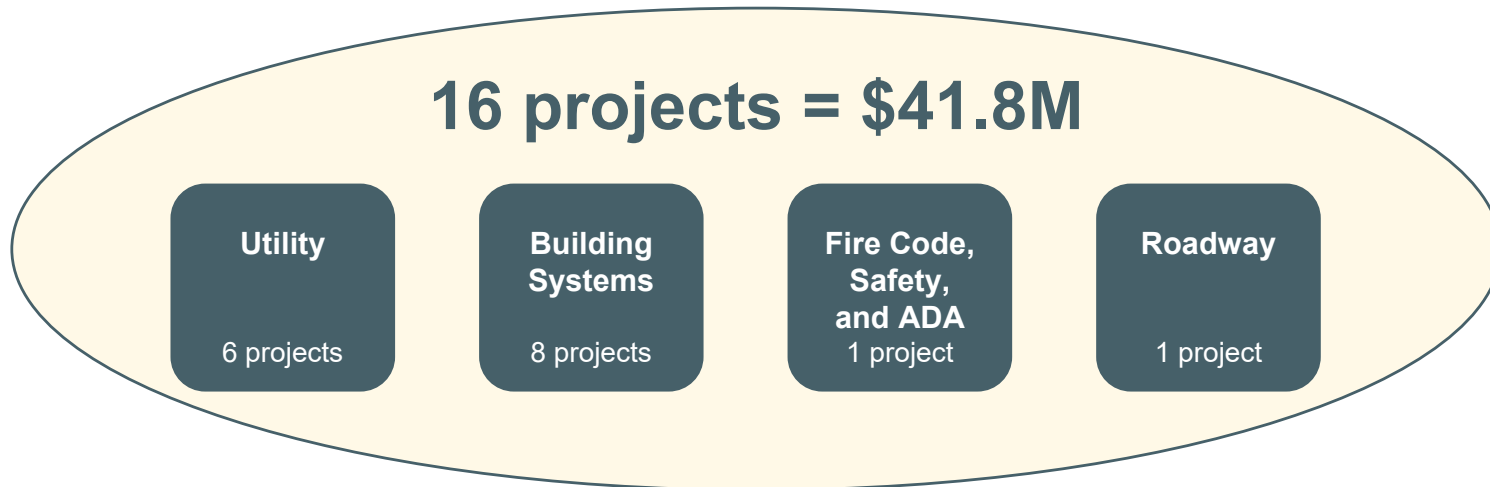 16 projects = $41.8M
Utility
6 projects
Building
Systems
8 projects
Fire Code,
Safety,
and ADA
1 project
Roadway
1 project